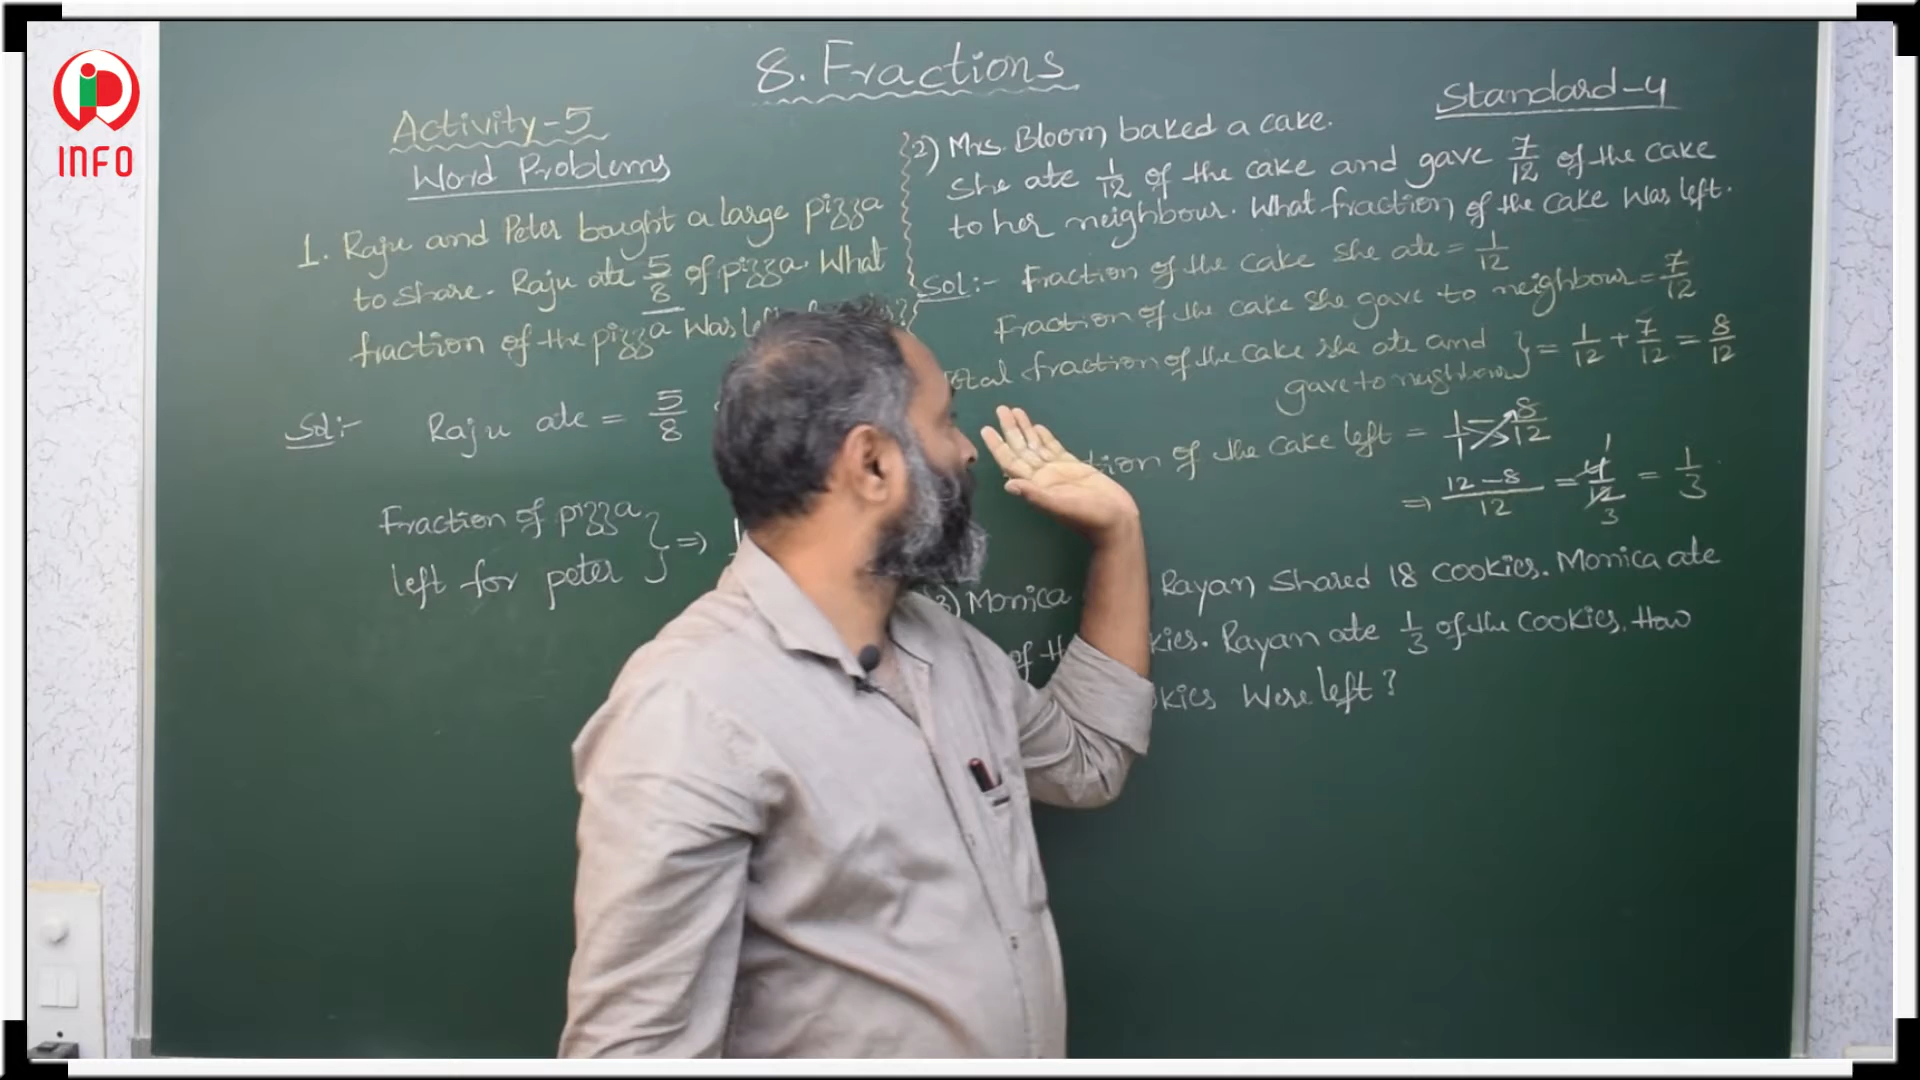 INFO
8. Fractions
Standard-4
Activity-5
Word Problems
1. Raju and Peter bought a large pizza
to share. Raju ate 5/8 of pizza. What
fraction of the pizza was left
Sol:- Raju ate = 5/8
Fraction of pizza
left for peter } ⇒
2) Mrs. Bloom baked a cake.
She ate 1/12 of the cake and gave 7/12 of the cake
to her neighbour. What fraction of the cake was left.
Sol:- Fraction of the cake she ate = 1/12
Fraction of the cake she gave to neighbour = 7/12
fraction of the cake she ate and
gave to neighbour } = 1/12 + 7/12 = 8/12
of the cake left = 1/1 - 8/12
⇒ 12-8/12 = 4/12 = 1/3
3) Monica Rayan Shared 18 Cookies. Monica ate
of Rayan ate 1/3 of the Cookies. How
Were left?